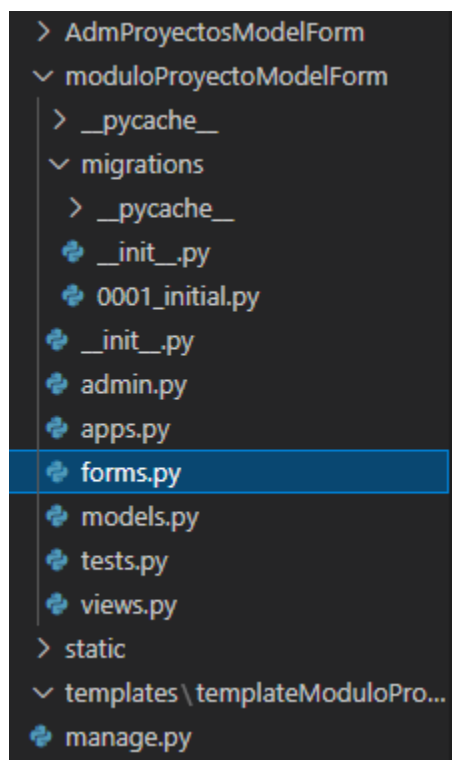 AdmProyectosModelForm
moduloProyectoModelForm
__pycache__
migrations
__pycache__
__init__.py
0001_initial.py
__init__.py
admin.py
apps.py
forms.py
models.py
tests.py
views.py
static
templates\templateModuloPro...
manage.py